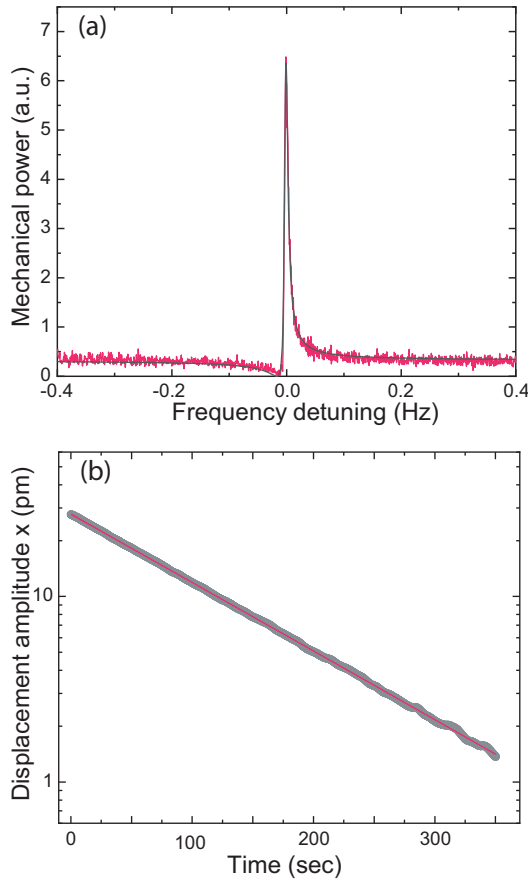 (a)
Mechanical power (a.u.)
7
6
5
4
3
2
1
0
-0.4 -0.2 0.0 0.2 0.4
Frequency detuning (Hz)
(b)
Displacement amplitude x (pm)
10
1
0 100 200 300
Time (sec)